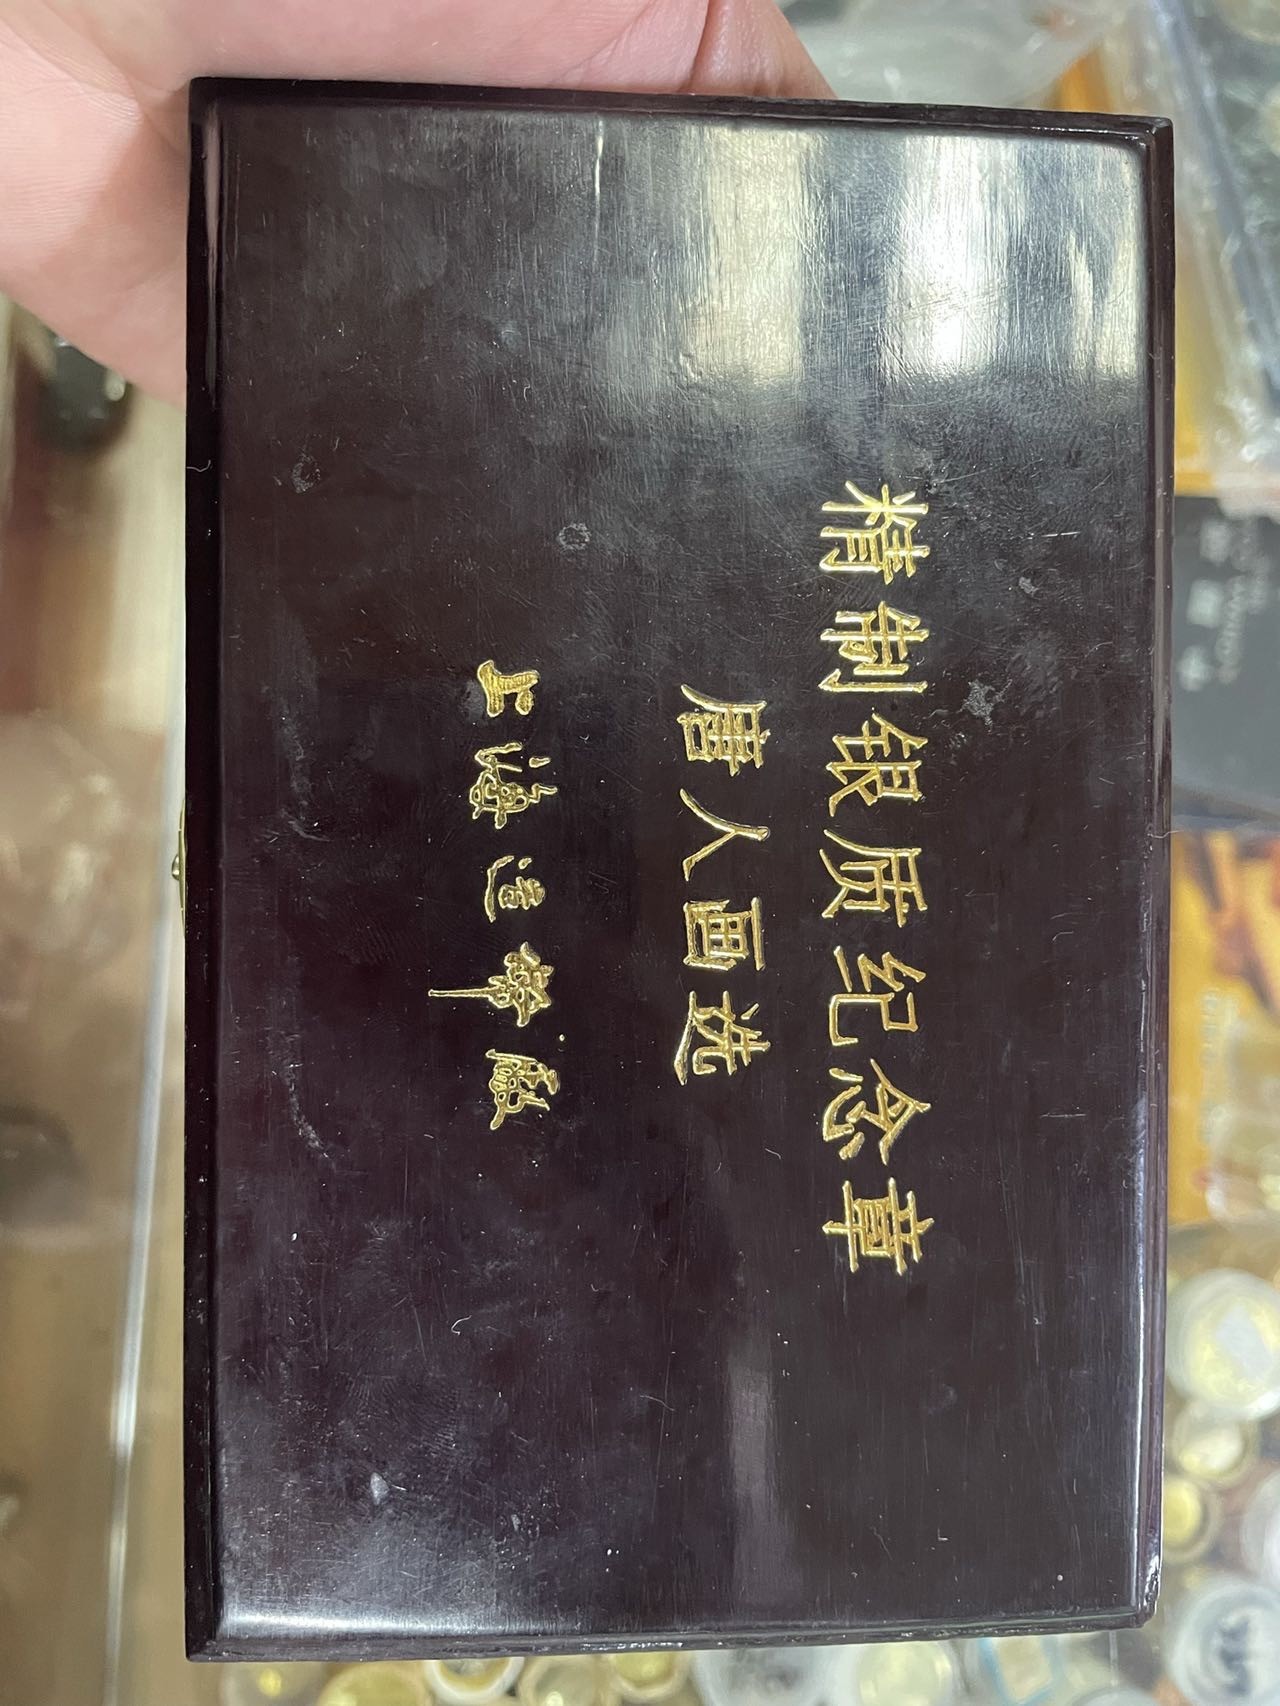 精制银质纪念章
唐人画选
上海造币厂